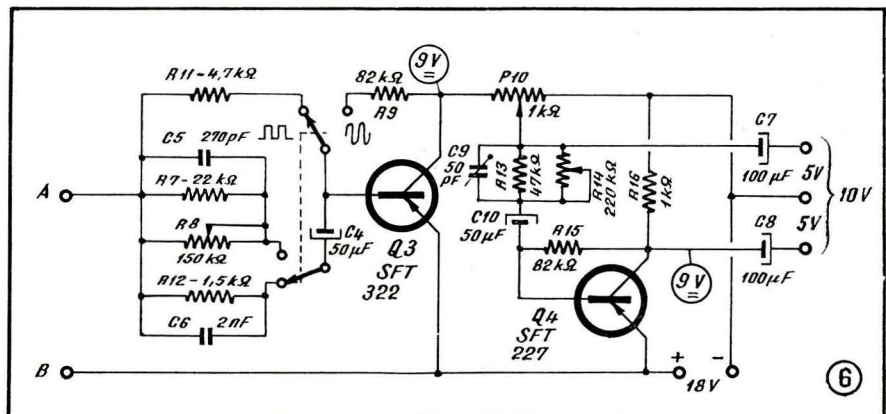 R11-4,7kΩ
82kΩ
R9
9V
=
P10
1kΩ
C5
270pF
R7-22kΩ
A
R8
150kΩ
R12-1,5kΩ
C6
2nF
C4
50μF
Q3
SFT
322
C9
50
pF
R13
47kΩ
R14
220kΩ
R16
1kΩ
C7
100μF
5V
10V
5V
C10
50μF
R15
82kΩ
C8
100μF
9V
=
Q4
SFT
227
B
+
-
18V
6